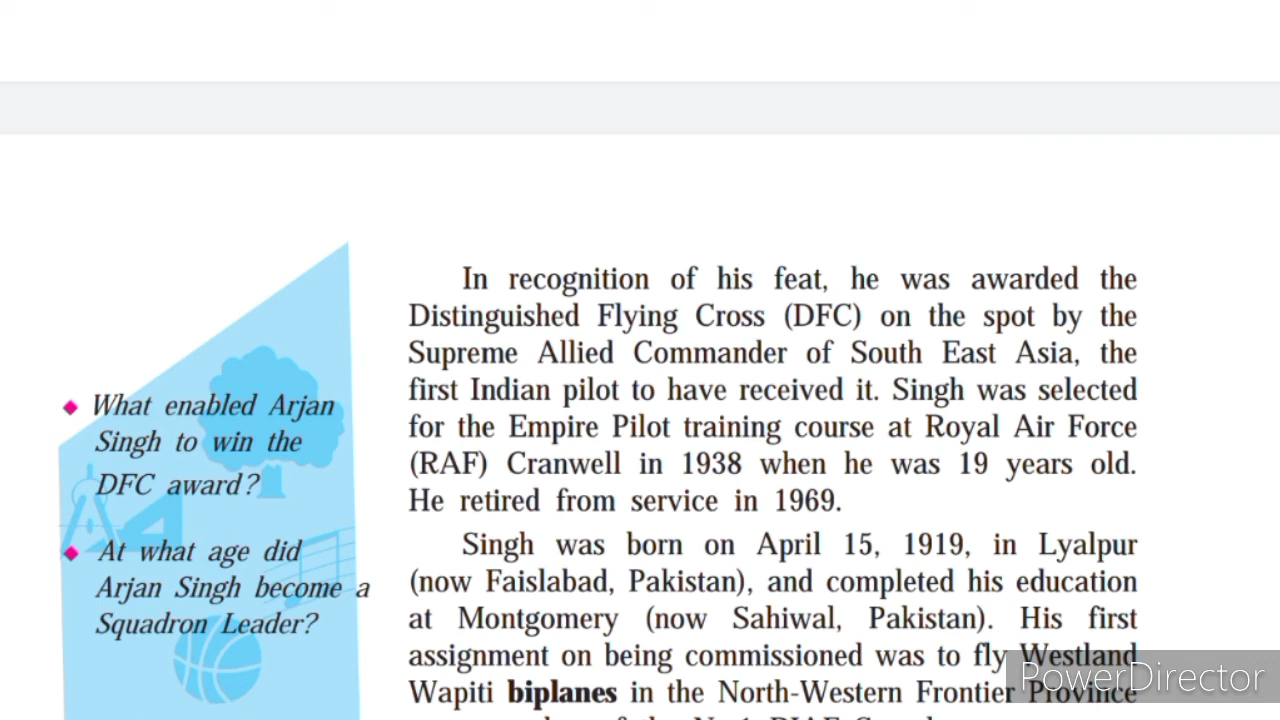 In recognition of his feat, he was awarded the
Distinguished Flying Cross (DFC) on the spot by the
Supreme Allied Commander of South East Asia, the
first Indian pilot to have received it. Singh was selected
for the Empire Pilot training course at Royal Air Force
(RAF) Cranwell in 1938 when he was 19 years old.
He retired from service in 1969.
Singh was born on April 15, 1919, in Lyalpur
(now Faislabad, Pakistan), and completed his education
at Montgomery (now Sahiwal, Pakistan). His first
assignment on being commissioned was to fly Westland
Wapiti biplanes in the North-Western Frontier Province
What enabled Arjan
Singh to win the
DFC award?
At what age did
Arjan Singh become a
Squadron Leader?
PowerDirector